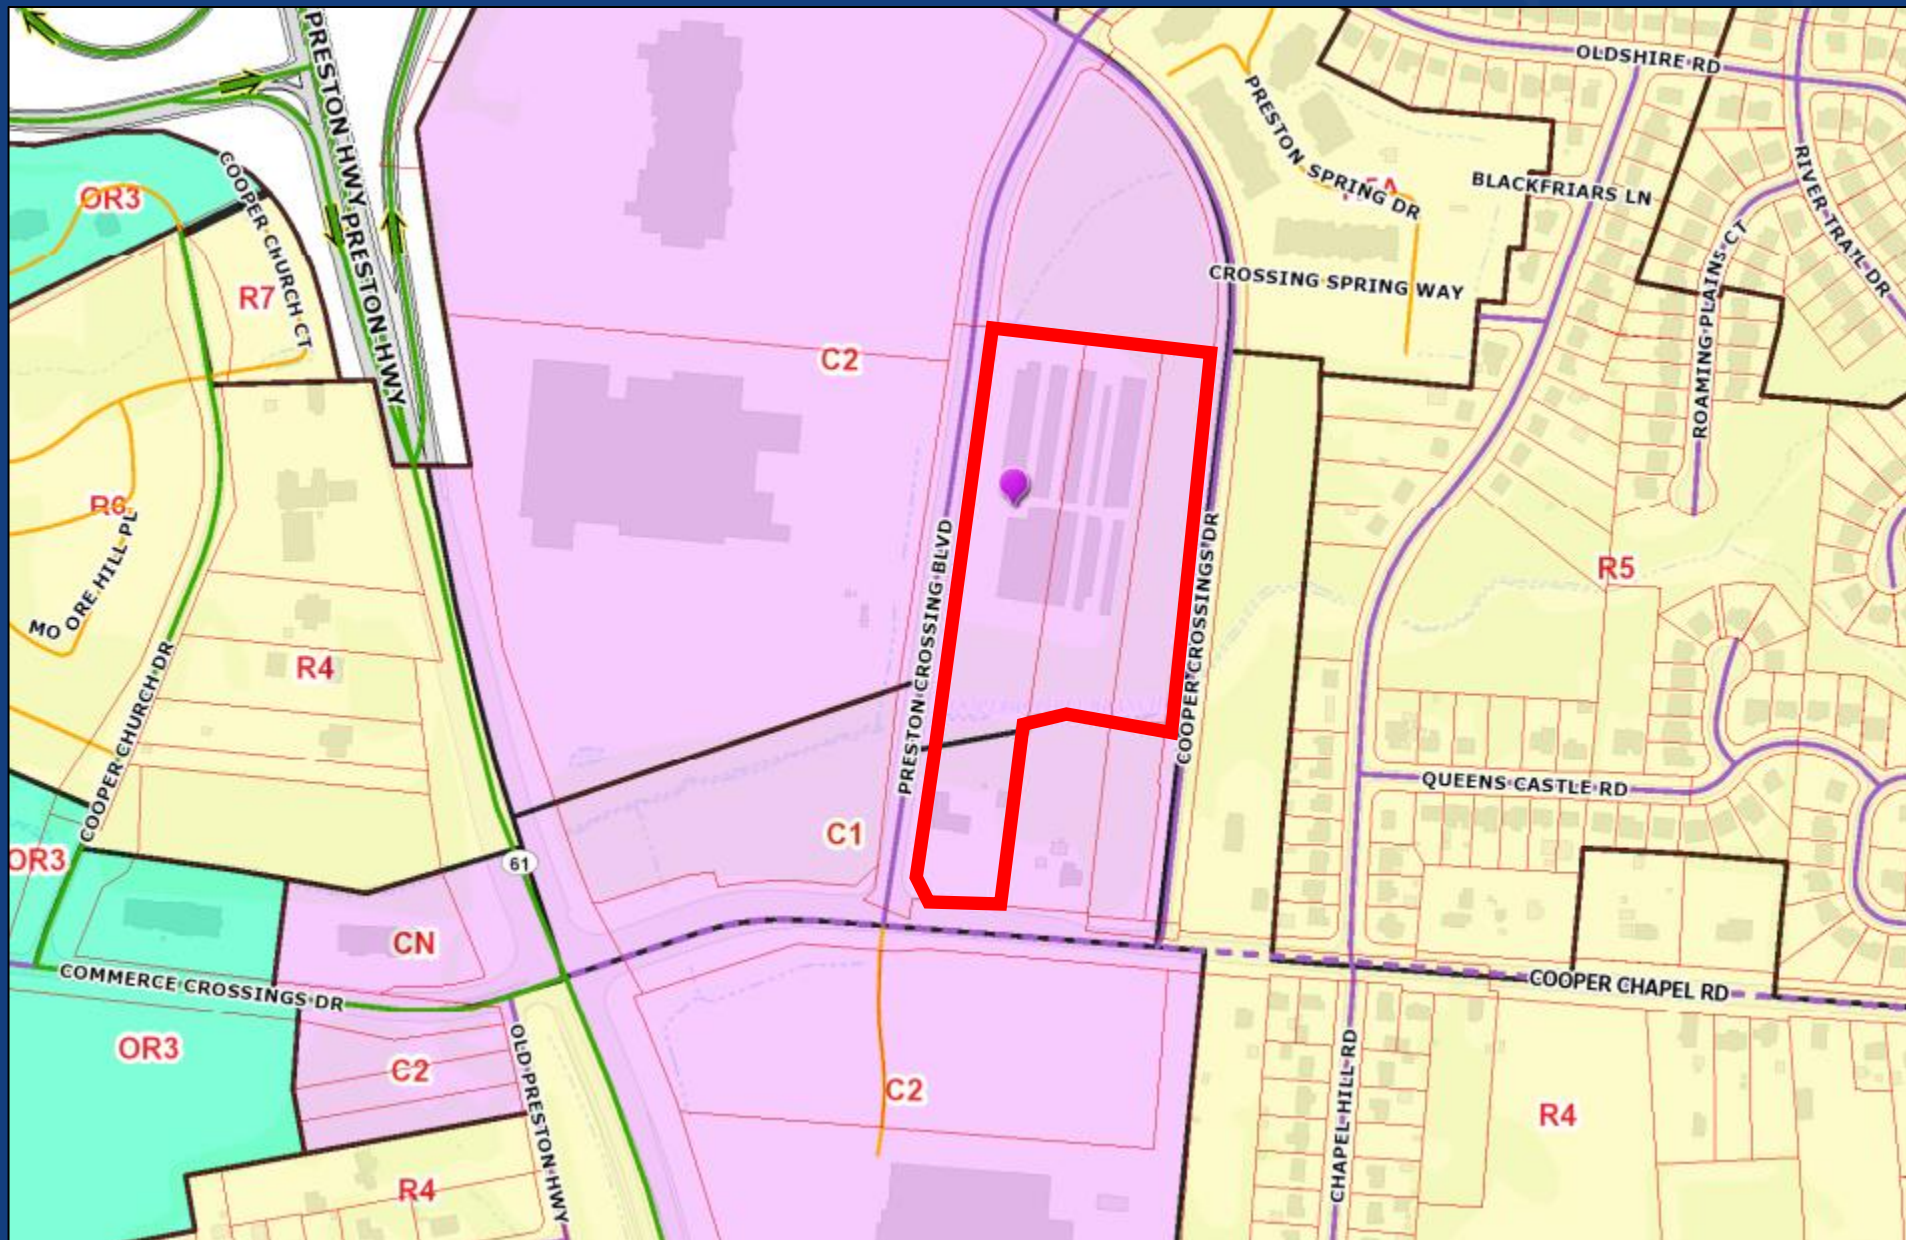 PRESTON HWY
PRESTON HWY
OLDSHIRE RD
PRESTON SPRING DR
BLACKFRIARS LN
RIVER TRAIL DR
COOPER CHURCH CT
OR3
R7
CROSSING SPRING WAY
ROAMING PLAINS CT
C2
R6
MOORE HILL PL
PRESTON CROSSING BLVD
COOPER CROSSINGS DR
R5
R4
COOPER CHURCH DR
QUEENS CASTLE RD
C1
OR3
61
CN
COMMERCE CROSSINGS DR
COOPER CHAPEL RD
OR3
C2
OLD PRESTON HWY
C2
CHAPEL HILL RD
R4
R4